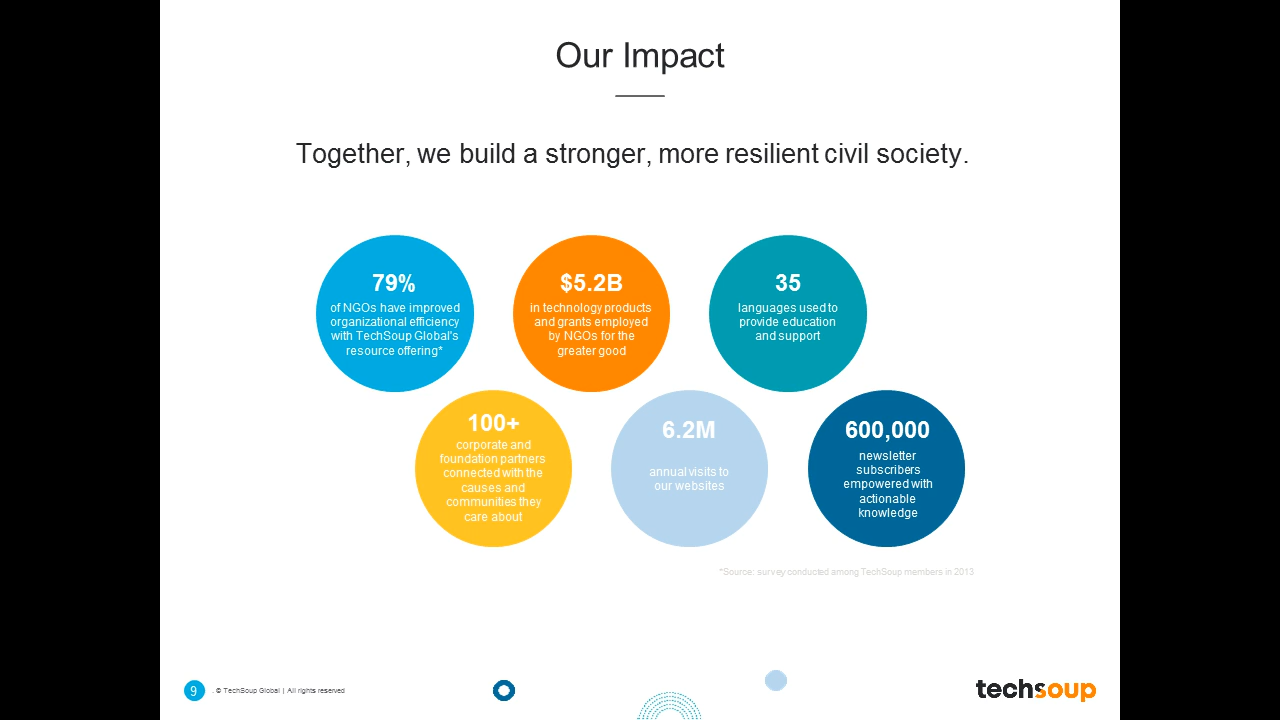 Our Impact
Together, we build a stronger, more resilient civil society.
79%
of NGOs have improved
organizational efficiency
with TechSoup Global's
resource offering*
$5.2B
in technology products
and grants employed
by NGOs for the
greater good
35
languages used to
provide education
and support
100+
corporate and
foundation partners
connected with the
causes and
communities they
care about
6.2M
annual visits to
our websites
600,000
newsletter
subscribers
empowered with
actionable
knowledge
*Source: survey conducted among TechSoup members in 2013
9 . © TechSoup Global | All rights reserved
techsoup